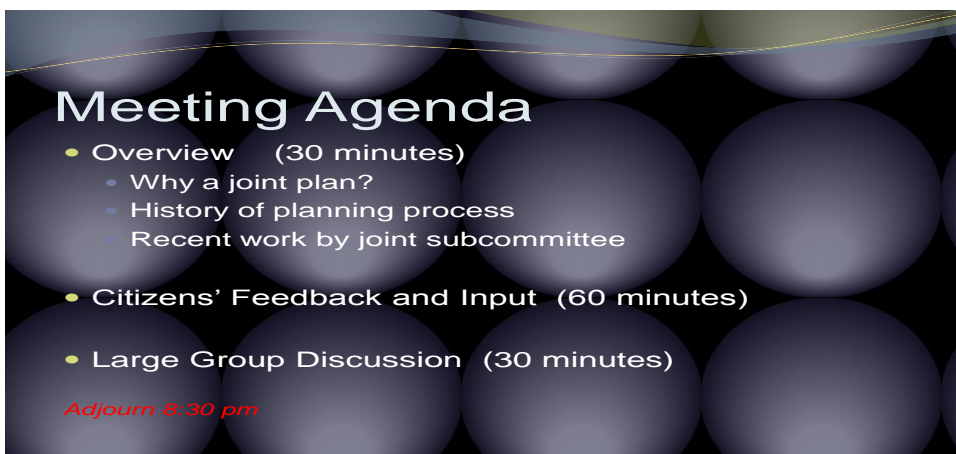 Meeting Agenda
Overview (30 minutes)
Why a joint plan?
History of planning process
Recent work by joint subcommittee
Citizens’ Feedback and Input (60 minutes)
Large Group Discussion (30 minutes)
Adjourn 8:30 pm